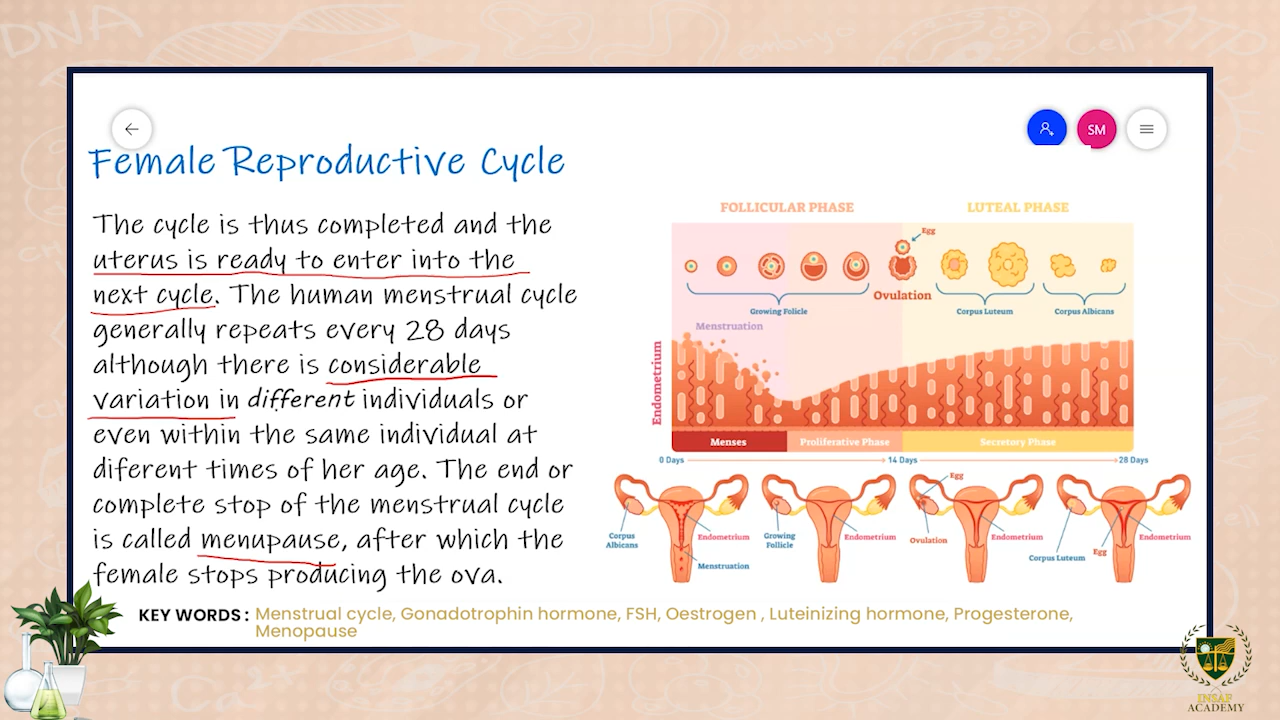 DNA
SM
Female Reproductive Cycle
The cycle is thus completed and the
uterus is ready to enter into the
next cycle. The human menstrual cycle
generally repeats every 28 days
although there is considerable
variation in different individuals or
even within the same individual at
diferent times of her age. The end or
complete stop of the menstrual cycle
is called menupause, after which the
female stops producing the ova.
FOLLICULAR PHASE
LUTEAL PHASE
Egg
Ovulation
Growing Follicle
Corpus Luteum
Corpus Albicans
Menstruation
Endometrium
Menses
Proliferative Phase
Secretory Phase
0 Days
14 Days
28 Days
Corpus
Albicans
Endometrium
Menstruation
Growing
Follicle
Endometrium
Egg
Ovulation
Endometrium
Corpus Luteum
Egg
Endometrium
KEY WORDS : Menstrual cycle, Gonadotrophin hormone, FSH, Oestrogen , Luteinizing hormone, Progesterone,
Menopause
INSAF
ACADEMY